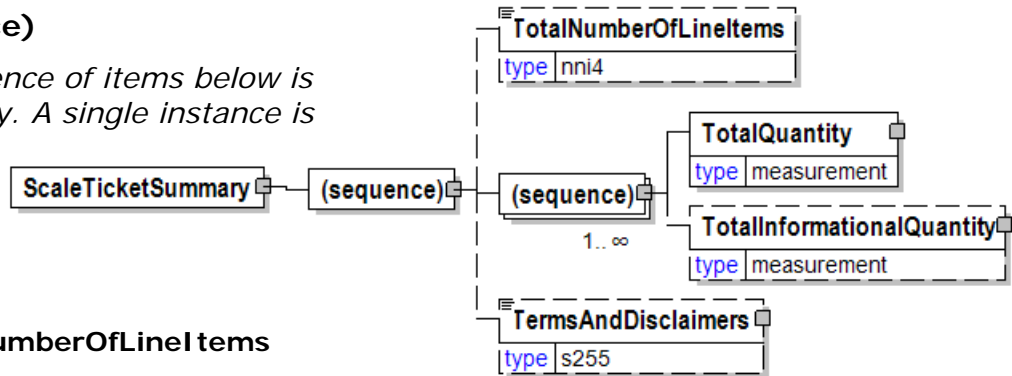 ce)
ence of items below is
y. A single instance is
ScaleTicketSummary
(sequence)
TotalNumberOfLineItems
type nni4
(sequence)
1.. ∞
TotalQuantity
type measurement
TotalInformationalQuantity
type measurement
TermsAndDisclaimers
type s255
umberOfLineItems